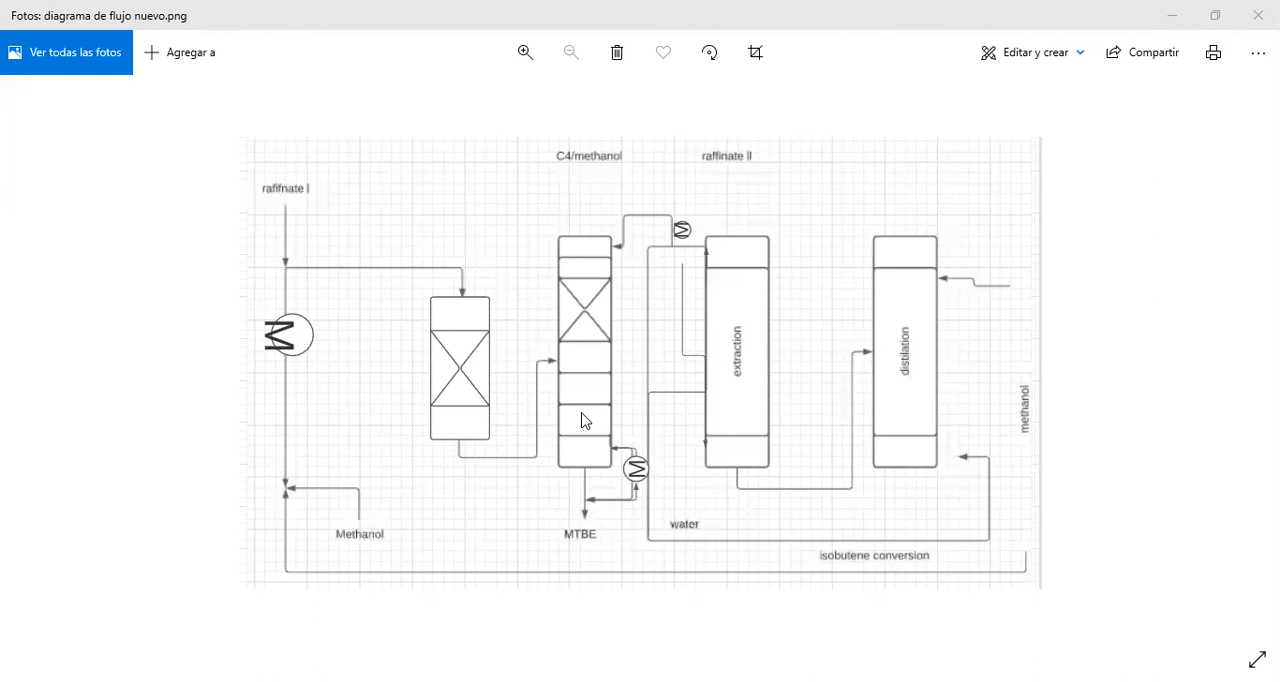 Fotos: diagrama de flujo nuevo.png
Ver todas las fotos
Agregar a
Editar y crear
Compartir
C4/methanol
raffinate ll
rafifnate l
M
M
M
extraction
distilation
methanol
Methanol
MTBE
water
isobutene conversion